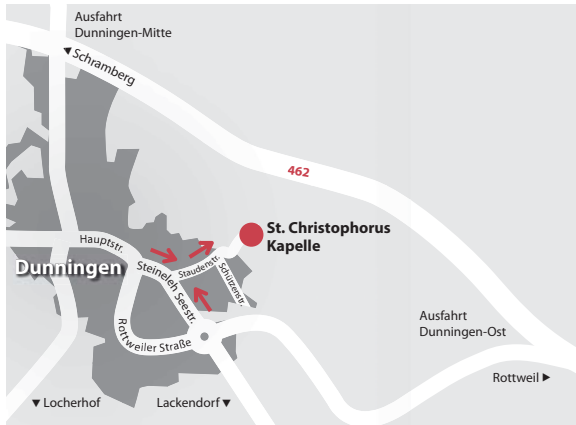 Ausfahrt
Dunningen-Mitte
◄ Schramberg
462
St. Christophorus
Kapelle
Hauptstr.
Dunningen
Steineleh Seestr.
Staudenstr.
Schützenstr.
Rottweiler Straße
Ausfahrt
Dunningen-Ost
Rottweil ►
▼ Locherhof
Lackendorf ▼